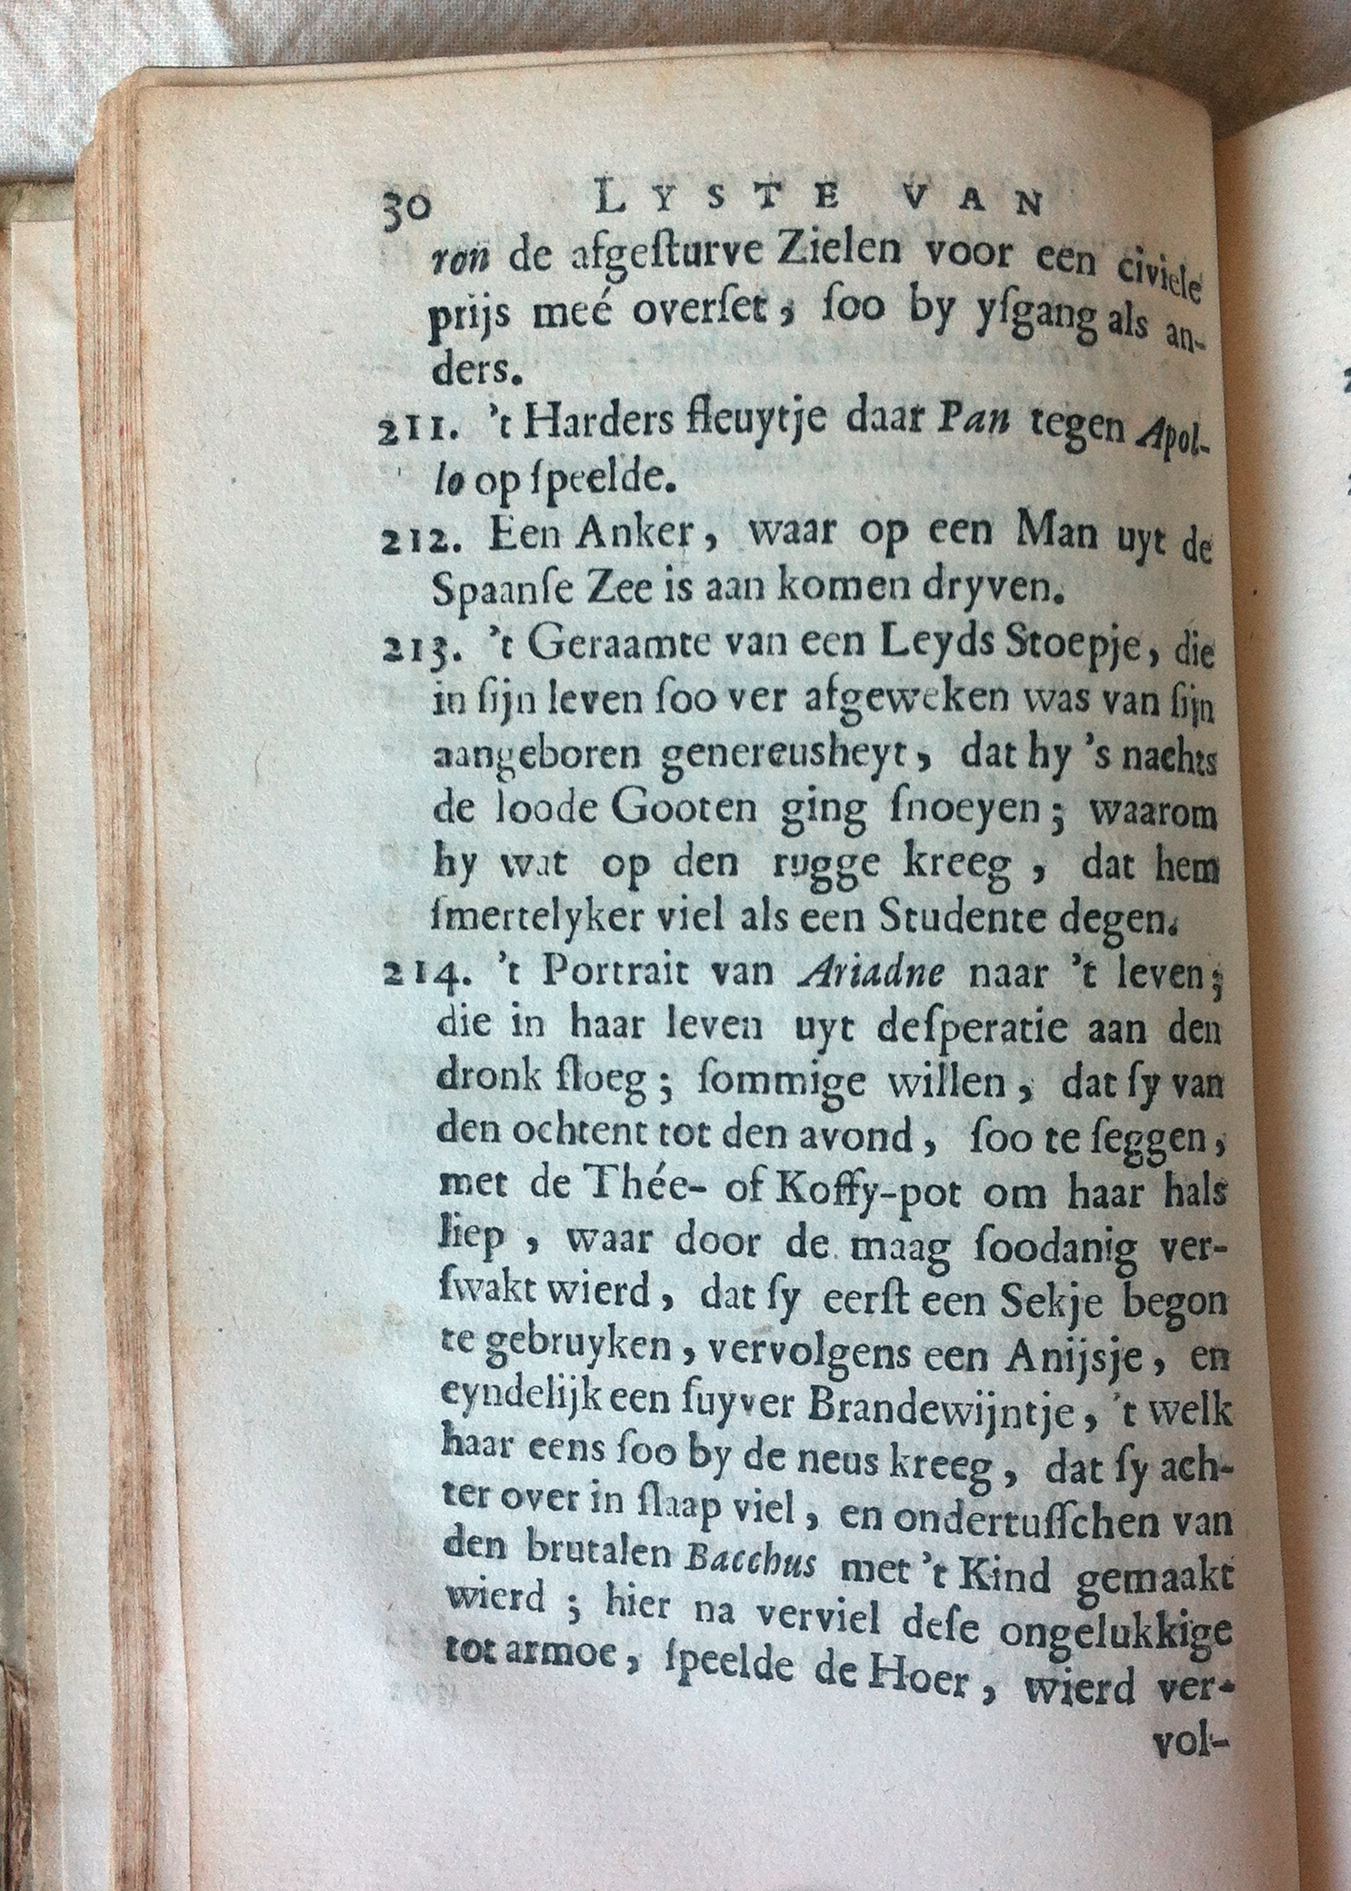 30 LYSTE VAN
ron de afgeſturve Zielen voor een civiele
prijs meé overſet, ſoo by yſgang als an-
ders.
211. 't Harders fleuytje daar Pan tegen Apol-
lo op ſpeelde.
212. Een Anker, waar op een Man uyt de
Spaanſe Zee is aan komen dryven.
213. 't Geraamte van een Leyds Stoepje, die
in ſijn leven ſoo ver afgeweken was van ſijn
aangeboren genereusheyt, dat hy 's nachts
de loode Gooten ging ſnoeyen; waarom
hy wat op den rugge kreeg, dat hem
ſmertelyker viel als een Studente degen.
214. 't Portrait van Ariadne naar 't leven;
die in haar leven uyt deſperatie aan den
dronk ſloeg; ſommige willen, dat ſy van
den ochtent tot den avond, ſoo te ſeggen,
met de Thée- of Koffy-pot om haar hals
liep, waar door de maag ſoodanig ver-
ſwakt wierd, dat ſy eerſt een Sekje begon
te gebruyken, vervolgens een Anijsje, en
eyndelijk een ſuyver Brandewijntje, 't welk
haar eens ſoo by de neus kreeg, dat ſy ach-
ter over in ſlaap viel, en ondertuſſchen van
den brutalen Bacchus met 't Kind gemaakt
wierd; hier na verviel deſe ongelukkige
tot armoe, ſpeelde de Hoer, wierd ver-
vol-